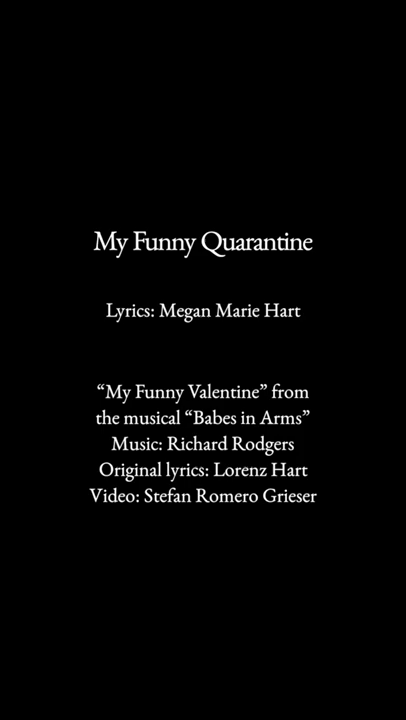 My Funny Quarantine
Lyrics: Megan Marie Hart
“My Funny Valentine” from
the musical “Babes in Arms”
Music: Richard Rodgers
Original lyrics: Lorenz Hart
Video: Stefan Romero Grieser